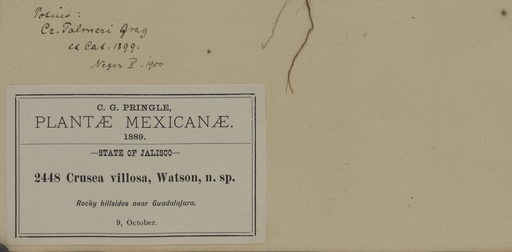 Potius:
Cr. Palmeri Gray
ex Cat. 1899.
V. 1900
C. G. PRINGLE,
PLANTÆ MEXICANÆ.
1889.
—STATE OF JALISCO—
2448 Crusea villosa, Watson, n. sp.
Rocky hillsides near Guadalajara.
9, October.